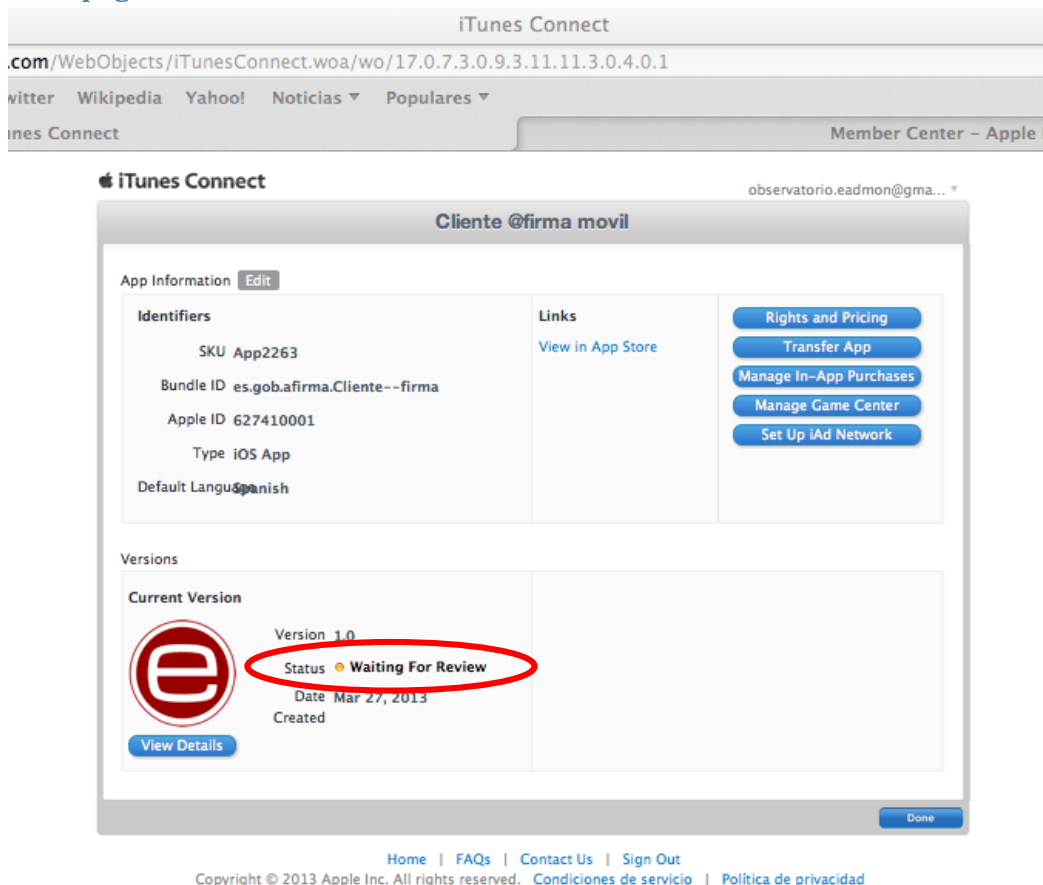 iTunes Connect
.com/WebObjects/iTunesConnect.woa/wo/17.0.7.3.0.9.3.11.11.3.0.4.0.1
witter Wikipedia Yahoo! Noticias ▼ Populares ▼
unes Connect Member Center – Apple
iTunes Connect observatorio.eadmon@gma... ▼
Cliente @firma movil
App Information Edit
Identifiers
SKU App2263
Bundle ID es.gob.afirma.Cliente--firma
Apple ID 627410001
Type iOS App
Default Language Spanish
Links
View in App Store
Rights and Pricing
Transfer App
Manage In-App Purchases
Manage Game Center
Set Up iAd Network
Versions
Current Version
e
Version 1.0
Status Waiting For Review
Date Created Mar 27, 2013
View Details
Done
Home | FAQs | Contact Us | Sign Out
Copyright © 2013 Apple Inc. All rights reserved. Condiciones de servicio | Política de privacidad